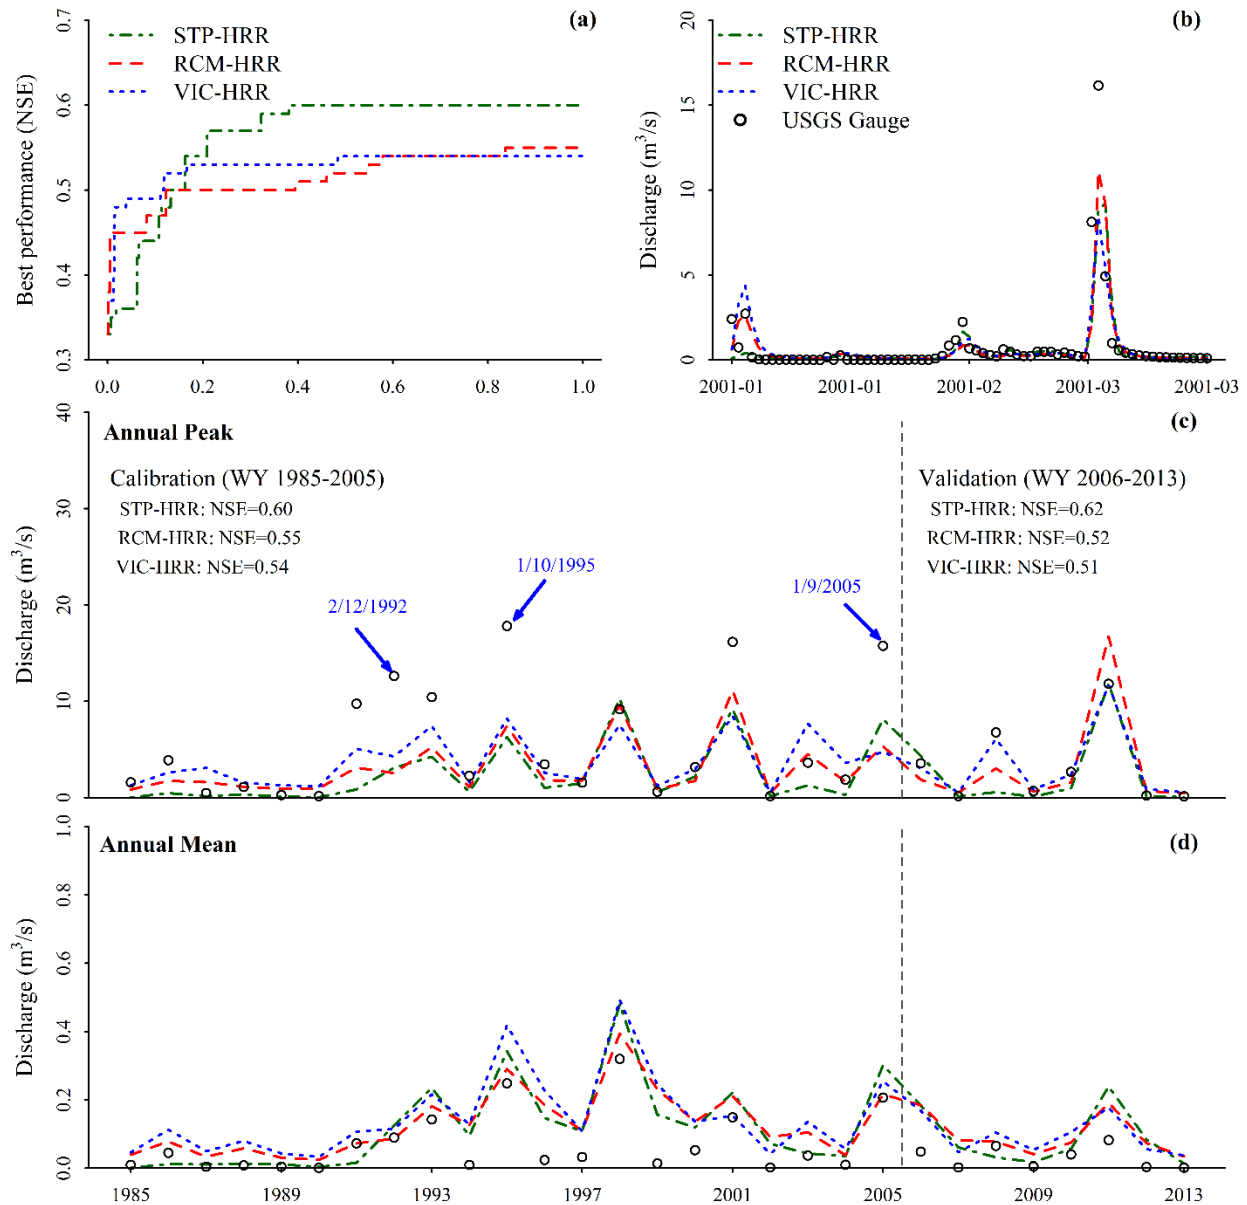 (a)
STP-HRR
RCM-HRR
VIC-HRR
Best performance (NSE)
0.3 0.4 0.5 0.6 0.7
0.0 0.2 0.4 0.6 0.8 1.0
(b)
STP-HRR
RCM-HRR
VIC-HRR
USGS Gauge
Discharge (m³/s)
0 5 10 15 20
2001-01 2001-01 2001-02 2001-03 2001-03
(c)
Annual Peak
Calibration (WY 1985-2005)
STP-HRR: NSE=0.60
RCM-HRR: NSE=0.55
VIC-HRR: NSE=0.54
2/12/1992
1/10/1995
1/9/2005
Validation (WY 2006-2013)
STP-HRR: NSE=0.62
RCM-HRR: NSE=0.52
VIC-HRR: NSE=0.51
Discharge (m³/s)
0 10 20 30 40
(d)
Annual Mean
Discharge (m³/s)
0.0 0.2 0.4 0.6 0.8 1.0
1985 1989 1993 1997 2001 2005 2009 2013